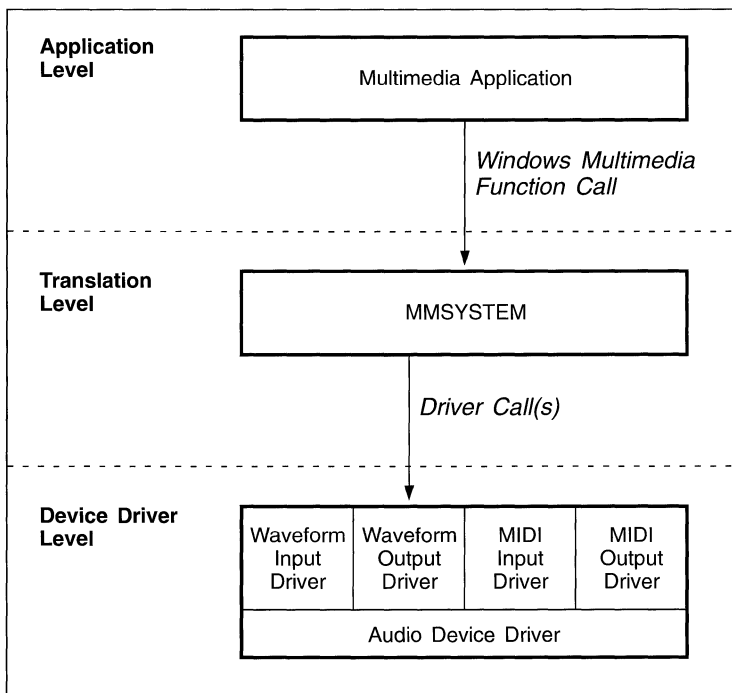 Application
Level
Multimedia Application
Windows Multimedia
Function Call
Translation
Level
MMSYSTEM
Driver Call(s)
Device Driver
Level
Waveform
Input
Driver
Waveform
Output
Driver
MIDI
Input
Driver
MIDI
Output
Driver
Audio Device Driver